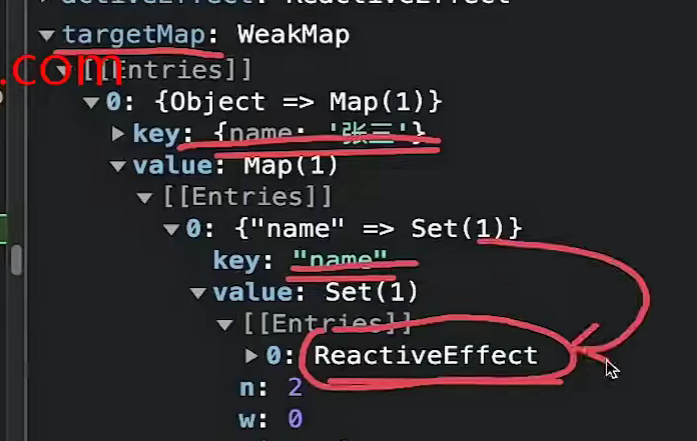 activeEffect: ReactiveEffect
targetMap: WeakMap
.com
[[Entries]]
0: {Object => Map(1)}
key: {name: '张三'}
value: Map(1)
[[Entries]]
0: {"name" => Set(1)}
key: "name"
value: Set(1)
[[Entries]]
0: ReactiveEffect
n: 2
w: 0